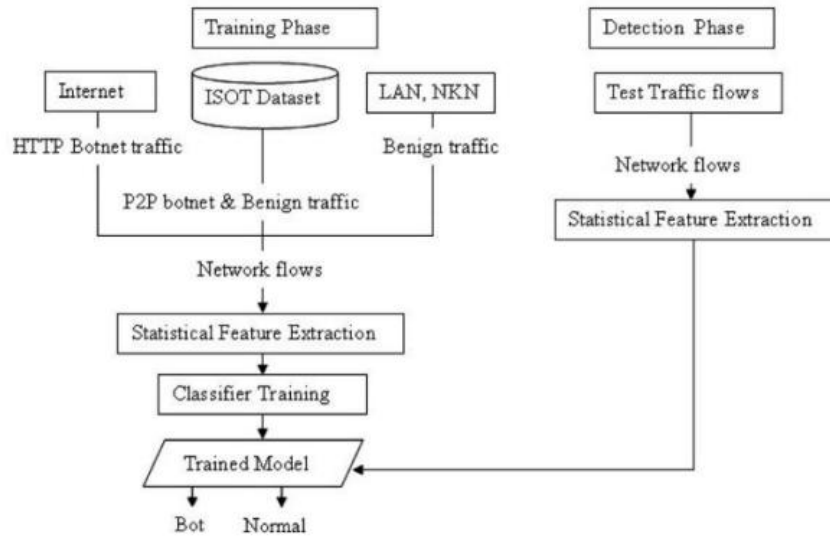 Training Phase
Detection Phase
Internet
ISOT Dataset
LAN, NKN
Test Traffic flows
HTTP Botnet traffic
Benign traffic
Network flows
P2P botnet & Benign traffic
Statistical Feature Extraction
Network flows
Statistical Feature Extraction
Classifier Training
Trained Model
Bot
Normal